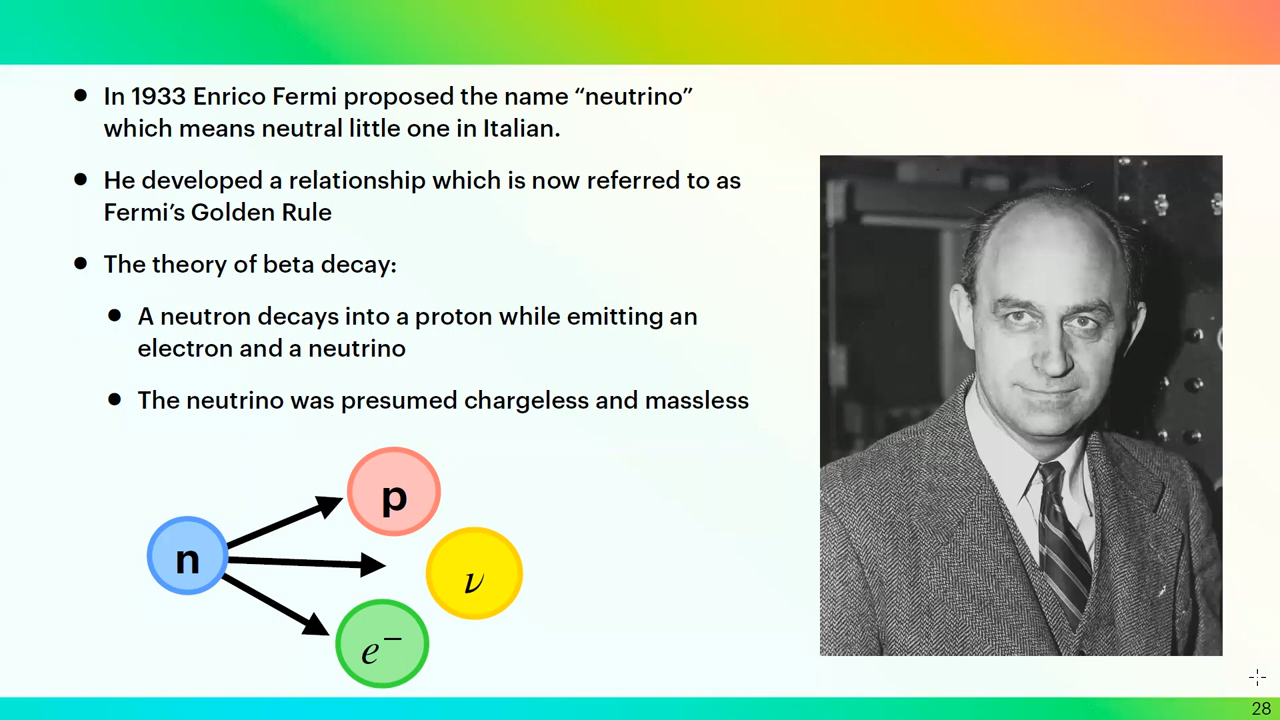 ● In 1933 Enrico Fermi proposed the name “neutrino”
which means neutral little one in Italian.
● He developed a relationship which is now referred to as
Fermi’s Golden Rule
● The theory of beta decay:
● A neutron decays into a proton while emitting an
electron and a neutrino
● The neutrino was presumed chargeless and massless
p
n
ν
e⁻
28